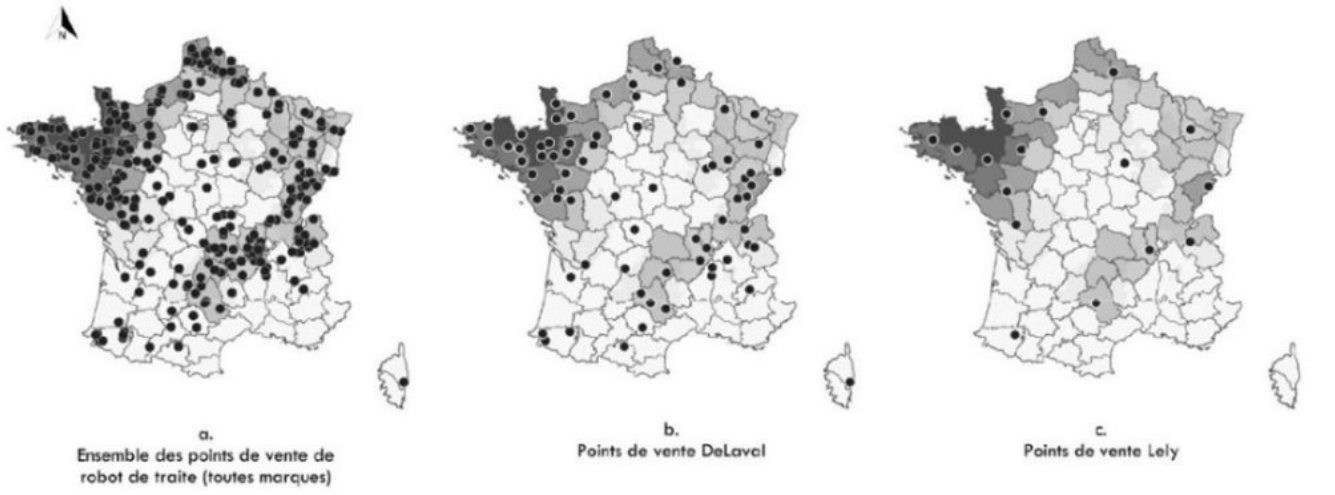 N
a.
Ensemble des points de vente de
robot de traite (toutes marques)
b.
Points de vente DeLaval
c.
Points de vente Lely